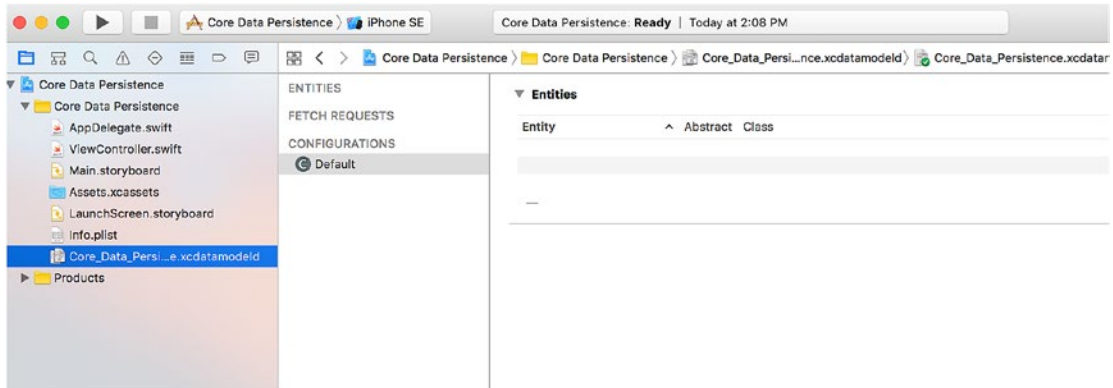 Core Data Persistence 〉 iPhone SE
Core Data Persistence: Ready | Today at 2:08 PM
Core Data Persistence 〉 Core Data Persistence 〉 Core_Data_Persi...nce.xcdatamodeld 〉 Core_Data_Persistence.xcdatar
Core Data Persistence
Core Data Persistence
AppDelegate.swift
ViewController.swift
Main.storyboard
Assets.xcassets
LaunchScreen.storyboard
Info.plist
Core_Data_Persi...e.xcdatamodeld
Products
ENTITIES
FETCH REQUESTS
CONFIGURATIONS
C Default
Entities
Entity Abstract Class